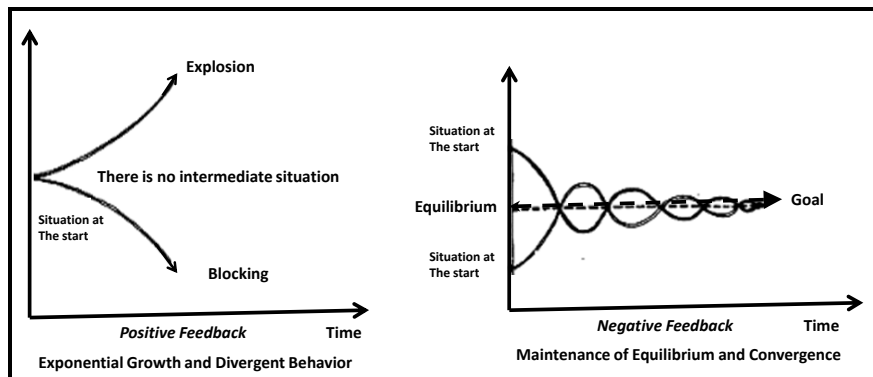 Explosion
There is no intermediate situation
Situation at
The start
Blocking
Positive Feedback
Time
Exponential Growth and Divergent Behavior
Situation at
The start
Equilibrium
Goal
Situation at
The start
Negative Feedback
Time
Maintenance of Equilibrium and Convergence